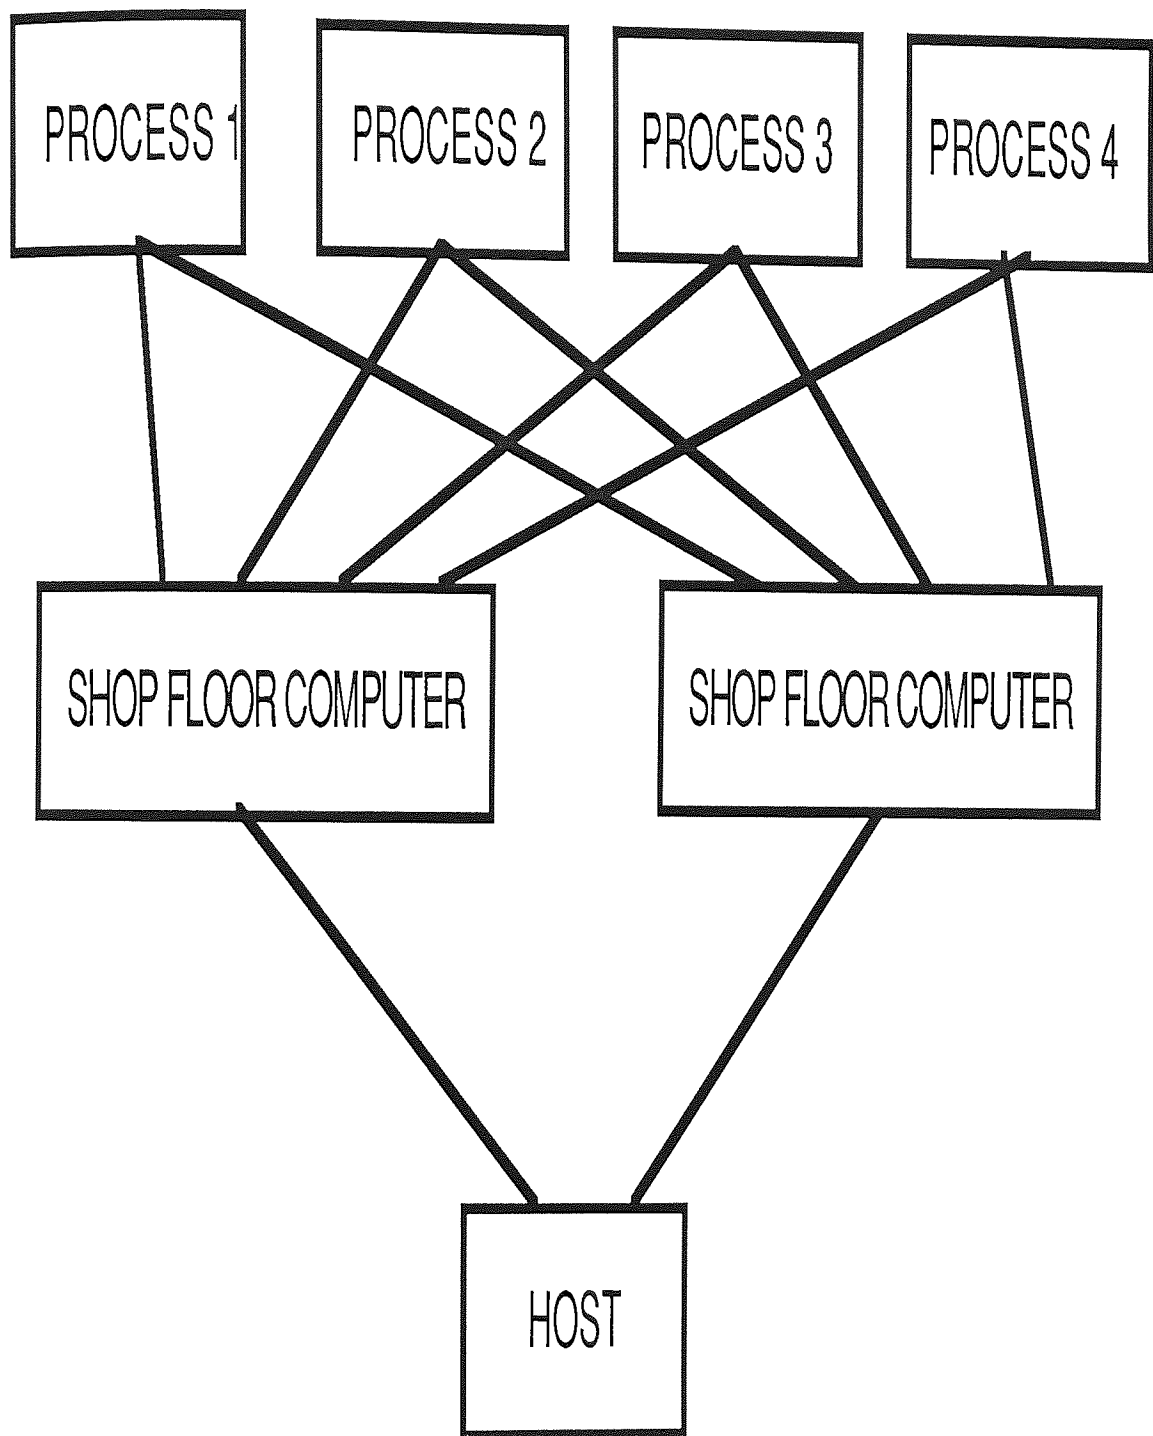 PROCESS 1
PROCESS 2
PROCESS 3
PROCESS 4
SHOP FLOOR COMPUTER
SHOP FLOOR COMPUTER
HOST